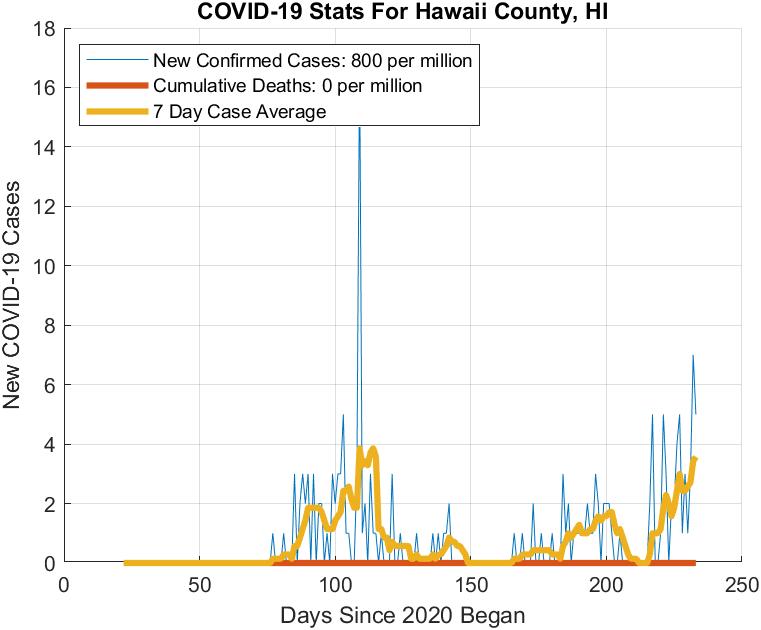 COVID-19 Stats For Hawaii County, HI
New Confirmed Cases: 800 per million
Cumulative Deaths: 0 per million
7 Day Case Average
New COVID-19 Cases
18
16
14
12
10
8
6
4
2
0
0 50 100 150 200 250
Days Since 2020 Began